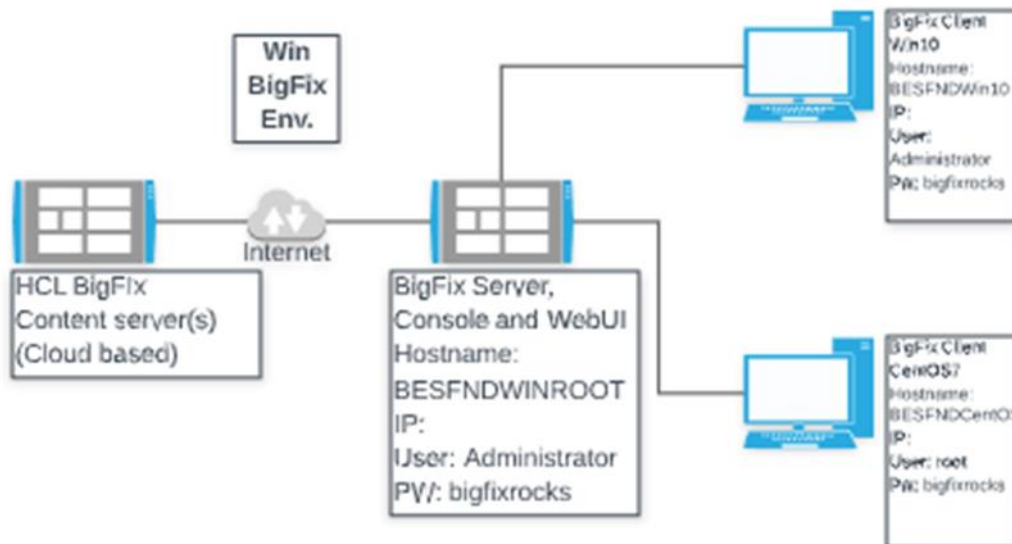 Win
BigFix
Env.
Internet
HCL BigFix
Content server(s)
(Cloud based)
BigFix Server,
Console and WebUI
Hostname:
BESFNDWINROOT
IP:
User: Administrator
PW: bigfixrocks
BigFix Client
Win10
Hostname:
BESFNDWin10
IP:
User:
Administrator
PW: bigfixrocks
BigFix Client
CentOS7
Hostname:
BESFNDCentOS
IP:
User: root
PW: bigfixrocks